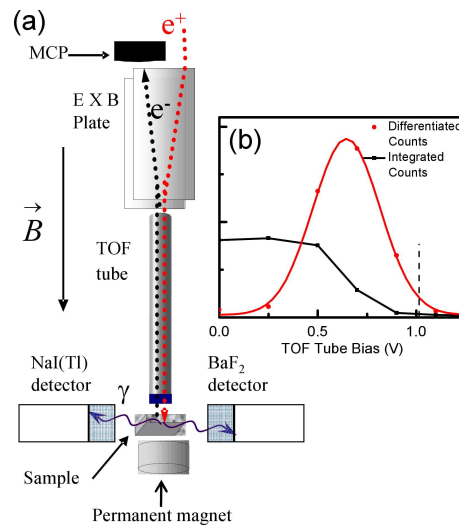 (a)
e+
MCP
E X B
Plate
e-
→
B
TOF
tube
NaI(Tl)
detector
γ
BaF2
detector
Sample
Permanent magnet
(b)
Differentiated
Counts
Integrated
Counts
0.0 0.5 1.0
TOF Tube Bias (V)